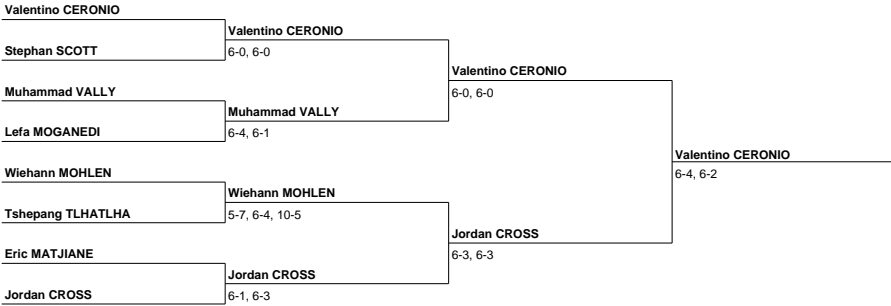 Valentino CERONIO
Valentino CERONIO
Stephan SCOTT
6-0, 6-0
Valentino CERONIO
Muhammad VALLY
6-0, 6-0
Muhammad VALLY
Lefa MOGANEDI
6-4, 6-1
Valentino CERONIO
Wiehann MOHLEN
6-4, 6-2
Wiehann MOHLEN
Tshepang TLHATLHA
5-7, 6-4, 10-5
Jordan CROSS
Eric MATJIANE
6-3, 6-3
Jordan CROSS
Jordan CROSS
6-1, 6-3